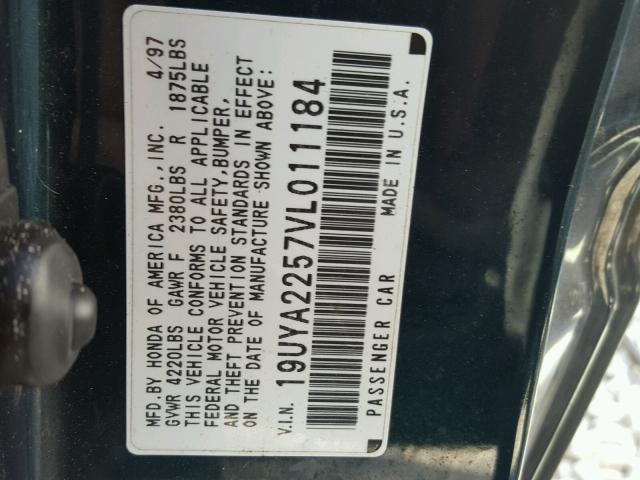 MFD.BY HONDA OF AMERICA MFG.,INC. 4/97
GVWR 4220LBS GAWR F 2380LBS R 1875LBS
THIS VEHICLE CONFORMS TO ALL APPLICABLE
FEDERAL MOTOR VEHICLE SAFETY,BUMPER,
AND THEFT PREVENTION STANDARDS IN EFFECT
ON THE DATE OF MANUFACTURE SHOWN ABOVE:
V.I.N. 19UYA2257VL011184
PASSENGER CAR MADE IN U.S.A.